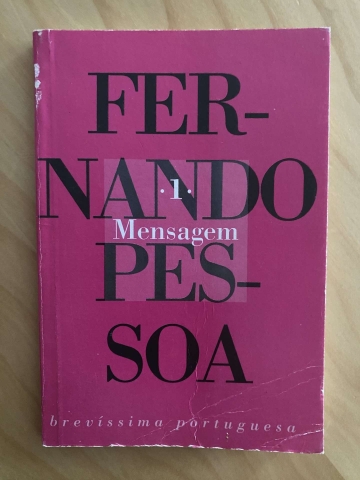 FER-
NANDO
·1·
Mensagem
PES-
SOA
brevíssima portuguesa